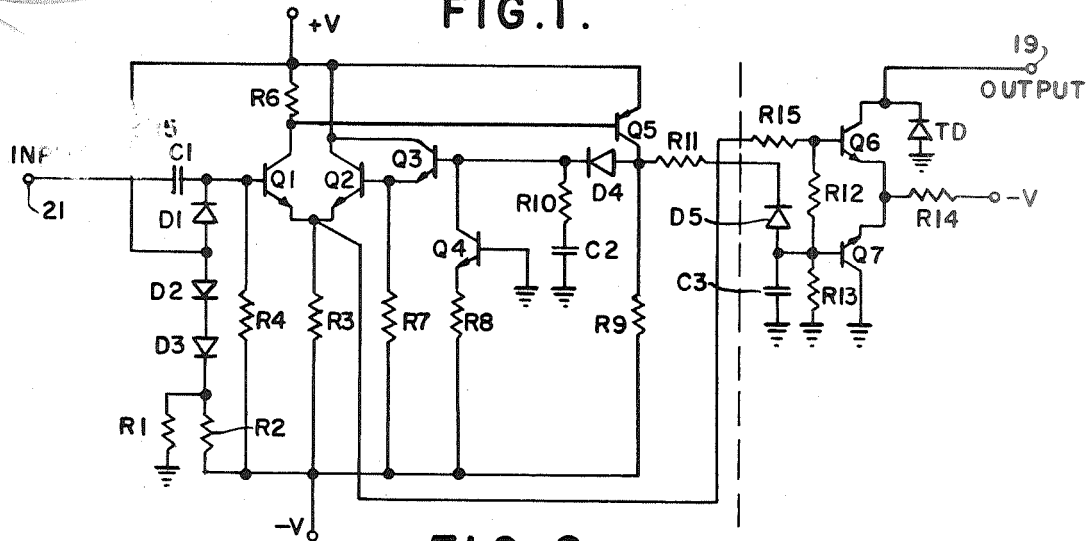 FIG.1.
+V
19
OUTPUT
R6
Q5
R15
Q6
TD
5
C1
Q1
Q2
Q3
R11
21
D1
R10
D4
R12
-V
R14
D5
Q4
C2
Q7
D2
C3
R13
R4
R3
R7
R8
R9
D3
R1
R2
-V